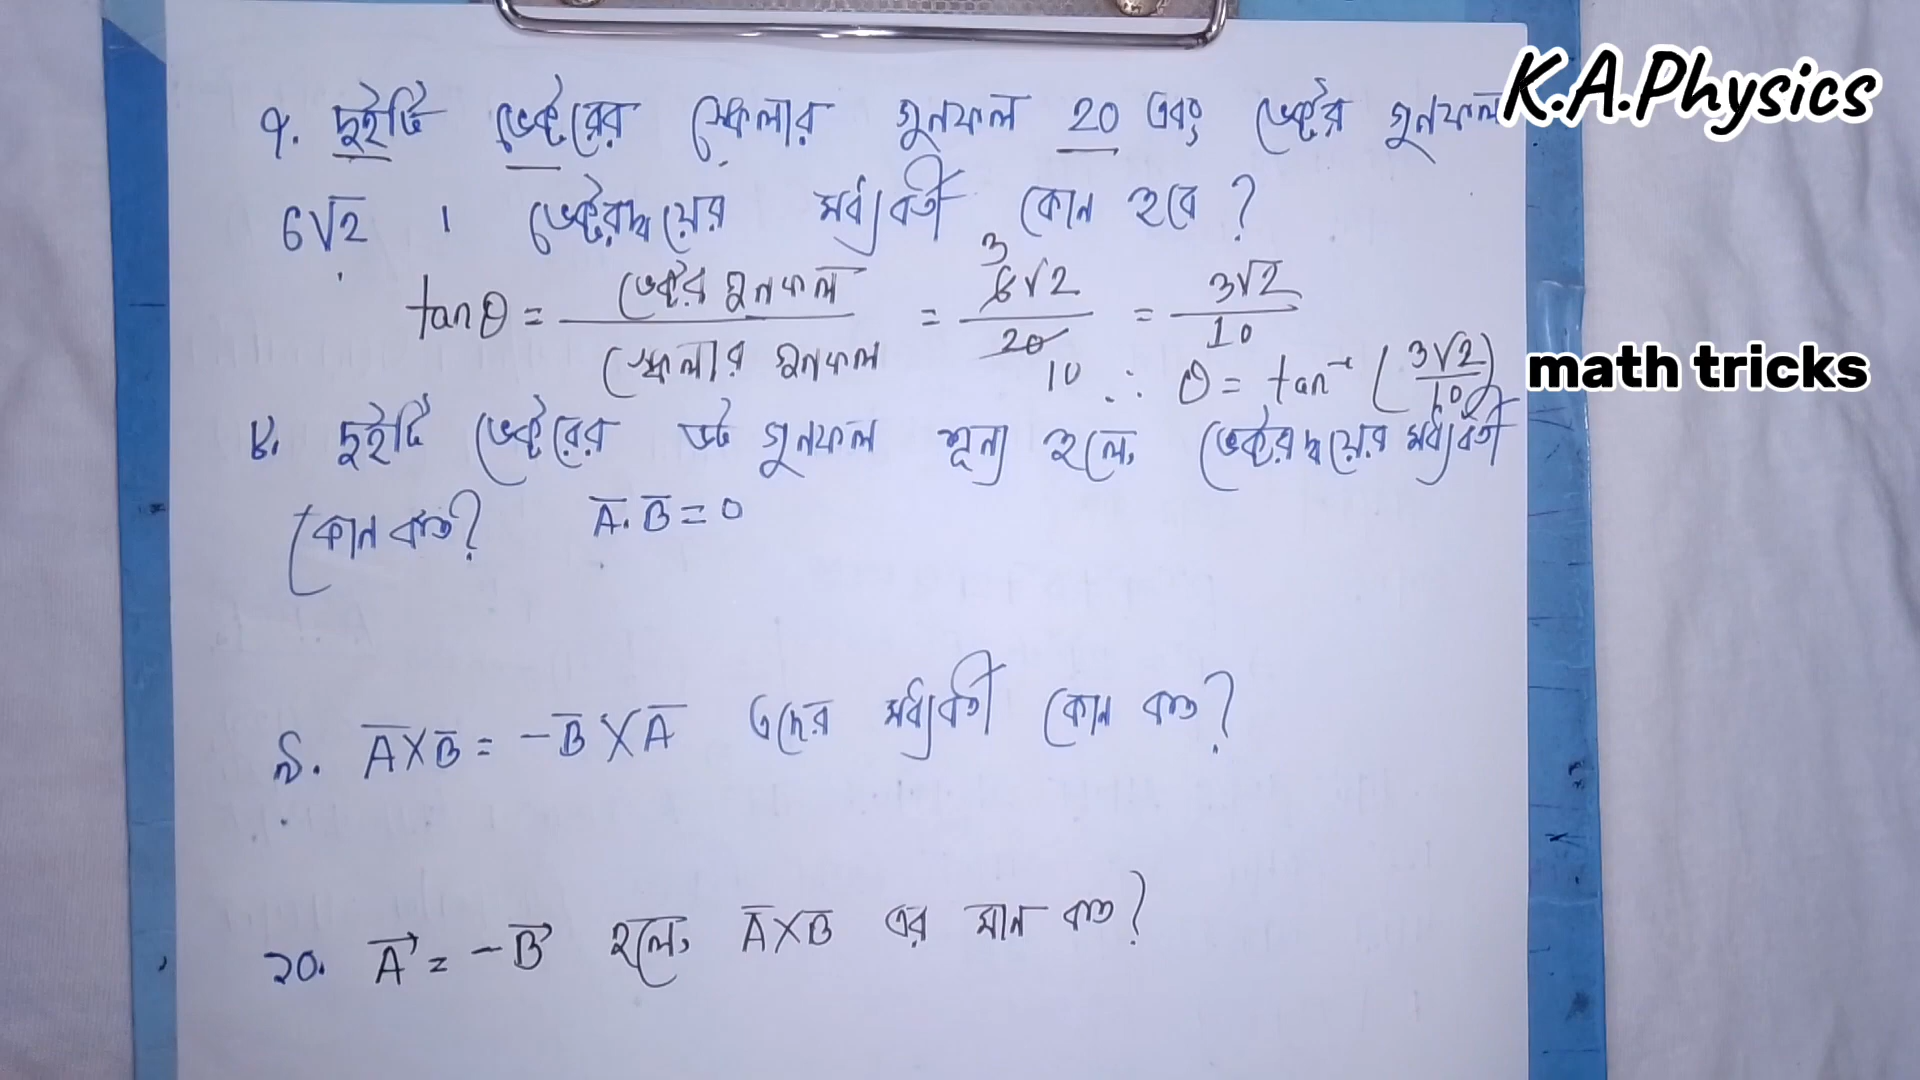 K.A.Physics
৭. দুইটি ভেক্টরের স্কেলার গুনফল 20 এবং ভেক্টর গুনফল
6√2 । ভেক্টরদ্বয়ের মধ্যবর্তী কোন হবে ?
tanθ = ভেক্টর গুনফল / স্কেলার গুনফল = 3 6√2 / 20 10 = 3√2 / 10
∴ θ = tan⁻¹ (3√2 / 10)
math tricks
৮. দুইটি ভেক্টরের ডট গুনফল শূন্য হলে, ভেক্টরদ্বয়ের মধ্যবর্তী
কোন কত? A̅.B̅ = 0
৯. A̅×B̅ = −B̅×A̅ এদের মধ্যবর্তী কোন কত?
১০. A⃗ = −B⃗ হলে, A̅×B̅ এর মান কত?